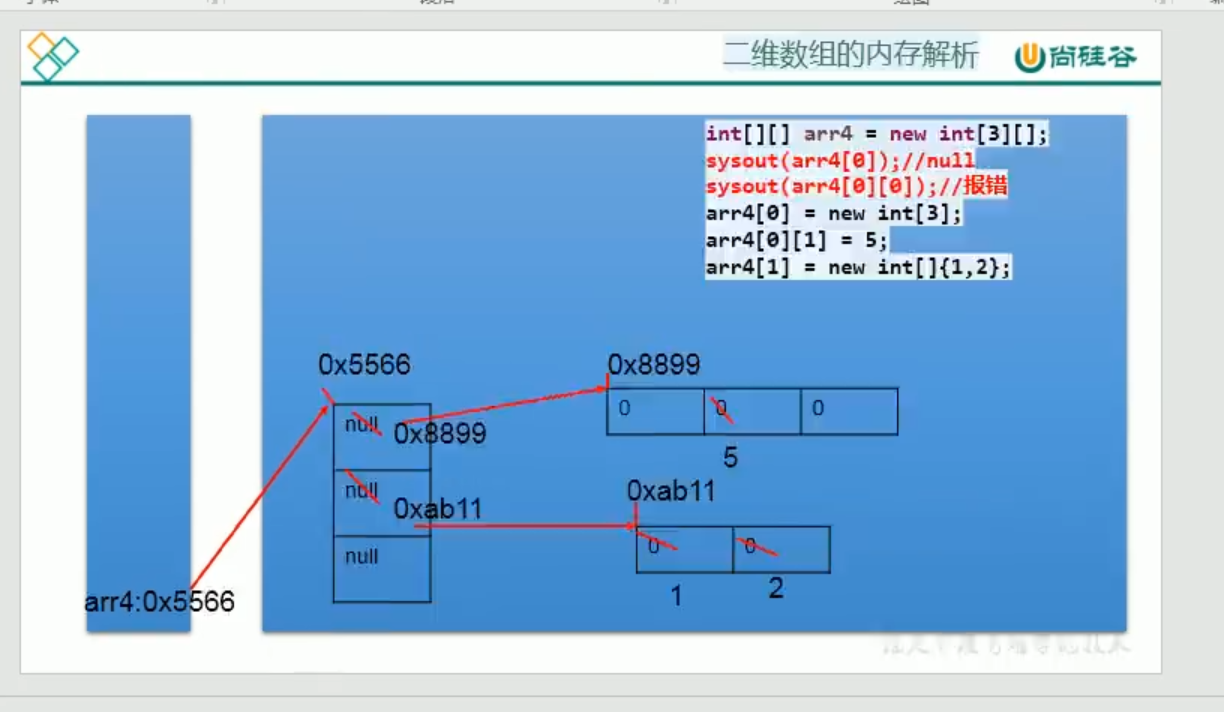 二维数组的内存解析
尚硅谷
int[][] arr4 = new int[3][];
sysout(arr4[0]);//null
sysout(arr4[0][0]);//报错
arr4[0] = new int[3];
arr4[0][1] = 5;
arr4[1] = new int[]{1,2};
0x5566
0x8899
null
0x8899
0
0
0
5
null
0xab11
0xab11
0
0
null
1
2
arr4:0x5566